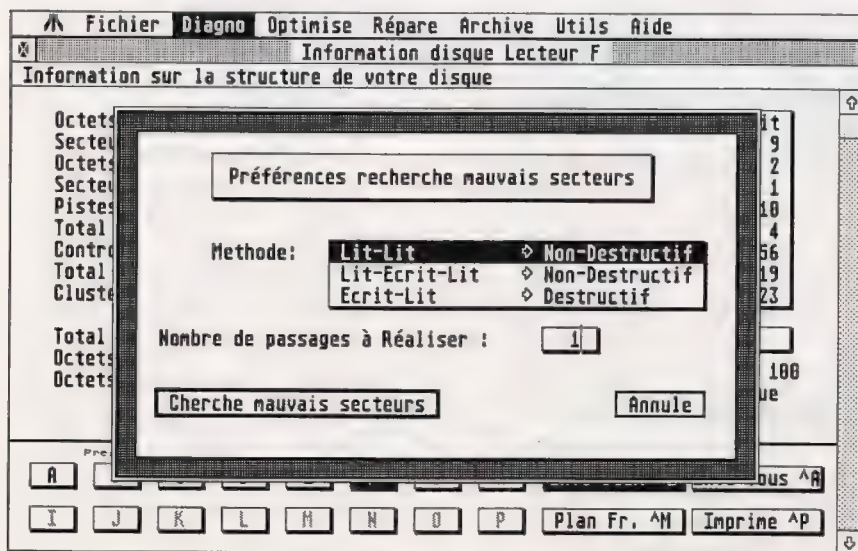 Fichier Diagno Optimise Répare Archive Utils Aide
Information disque Lecteur F
Information sur la structure de votre disque
Octets it
Secteu 9
Octets 2
Secteu 1
Pistes 10
Total 4
Contro 56
Total 19
Cluste 23
Total
Octets 100
Octets ue
Préférences recherche mauvais secteurs
Methode:
Lit-Lit ⇨ Non-Destructif
Lit-Ecrit-Lit ⇨ Non-Destructif
Ecrit-Lit ⇨ Destructif
Nombre de passages à Réaliser : 1
Cherche mauvais secteurs Annule
Pre
A ous ^A
I J K L M N O P Plan Fr. ^M Imprime ^P